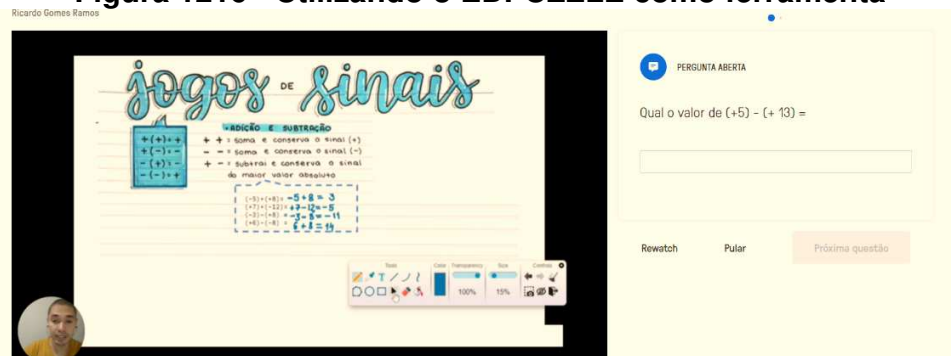 Figura 1210 - Utilizando o EDPUZZLE como ferramenta
Ricardo Gomes Ramos
jogos DE sinais
• ADIÇÃO E SUBTRAÇÃO
+ (+) = +
+ (-) = -
- (+) = -
- (-) = +
+ + = soma e conserva o sinal (+)
- - = soma e conserva o sinal (-)
+ - = subtrai e conserva o sinal
do maior valor absoluto
(-5)+(+8) = -5+8 = 3
(+7)+(-12) = +7-12 = -5
(-3)-(+8) = -3-8 = -11
(+6)-(-8) = 6+8 = 14
Tools
Color
Transparency
Size
Controls
100%
15%
PERGUNTA ABERTA
Qual o valor de (+5) - (+ 13) =
Rewatch
Pular
Próxima questão